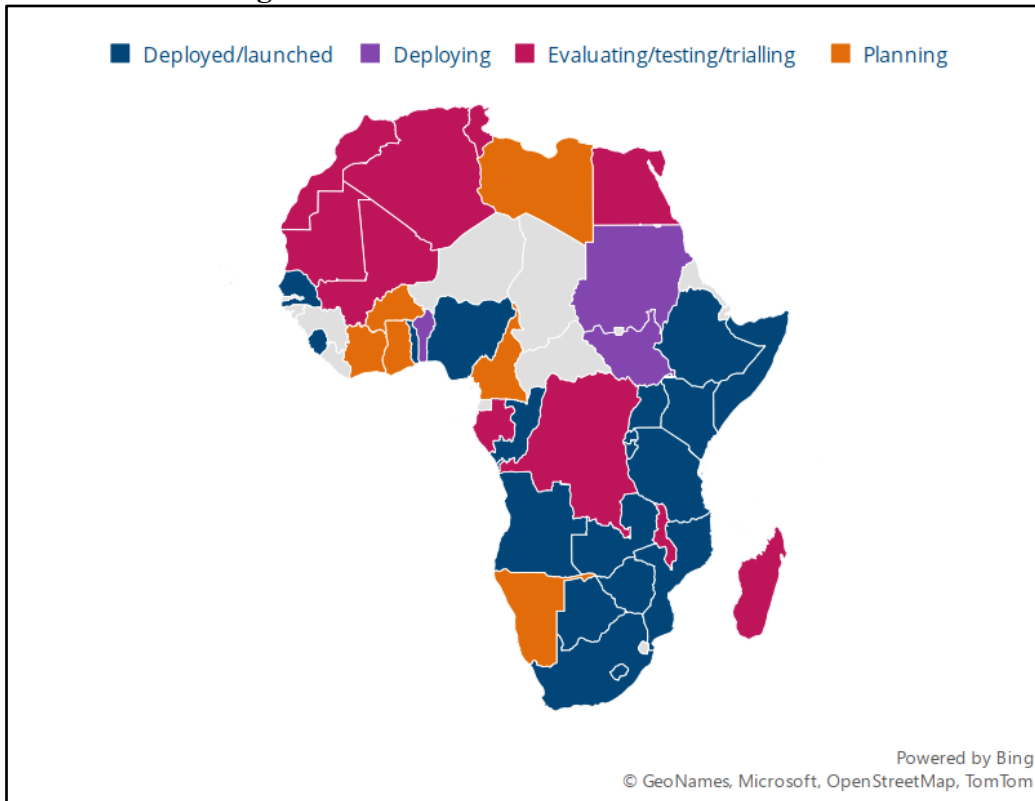 Deployed/launched Deploying Evaluating/testing/trialling Planning
Powered by Bing
© GeoNames, Microsoft, OpenStreetMap, TomTom